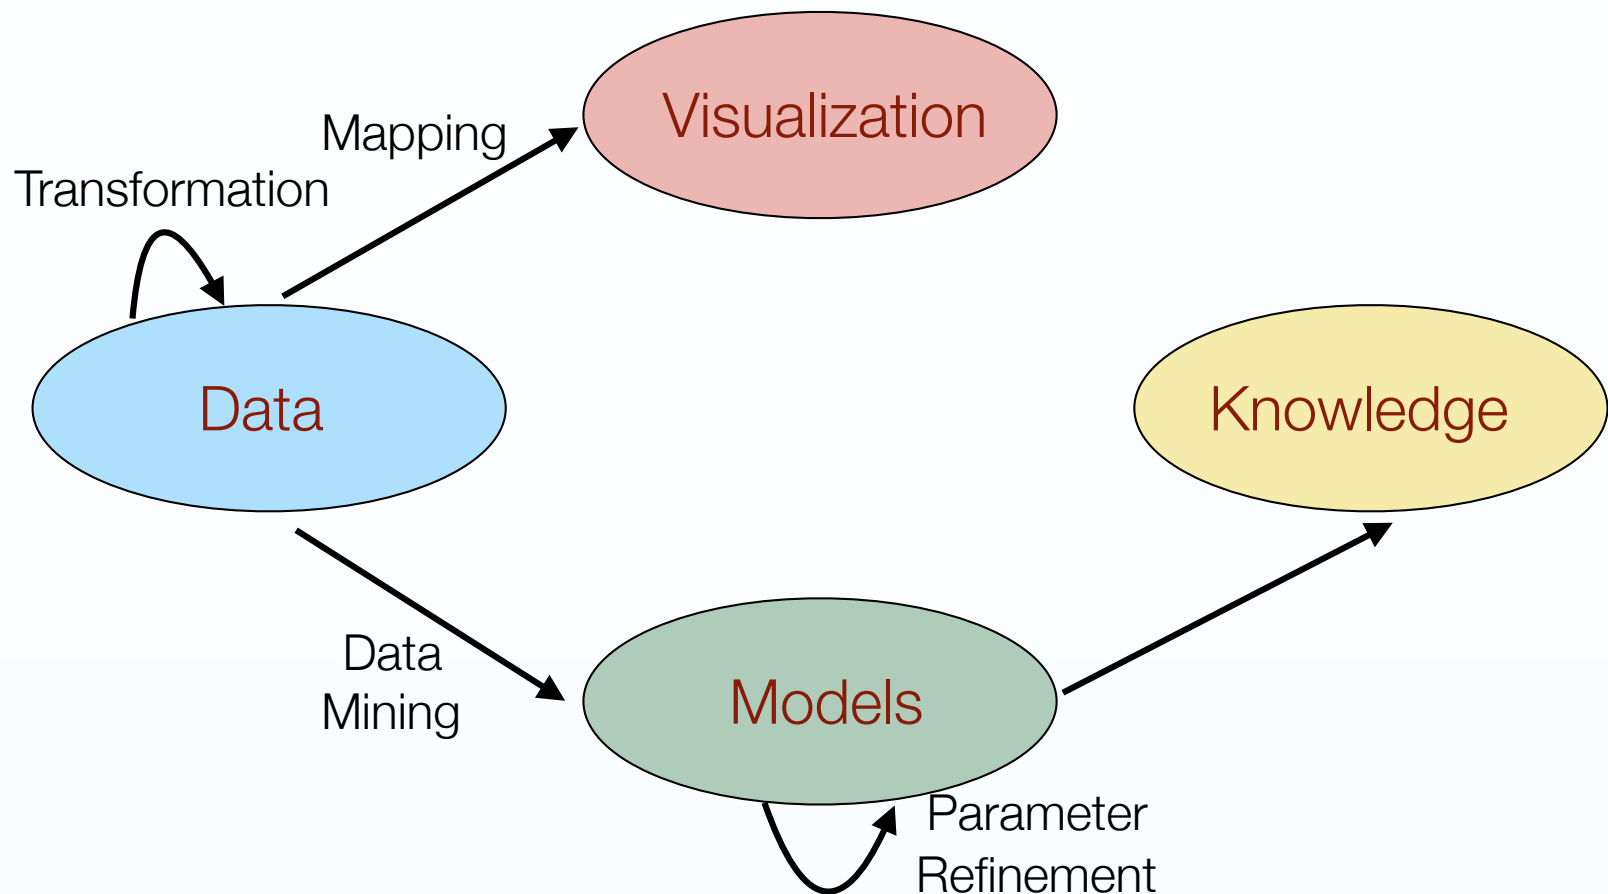 Visualization
Mapping
Transformation
Data
Knowledge
Data
Mining
Models
Parameter
Refinement